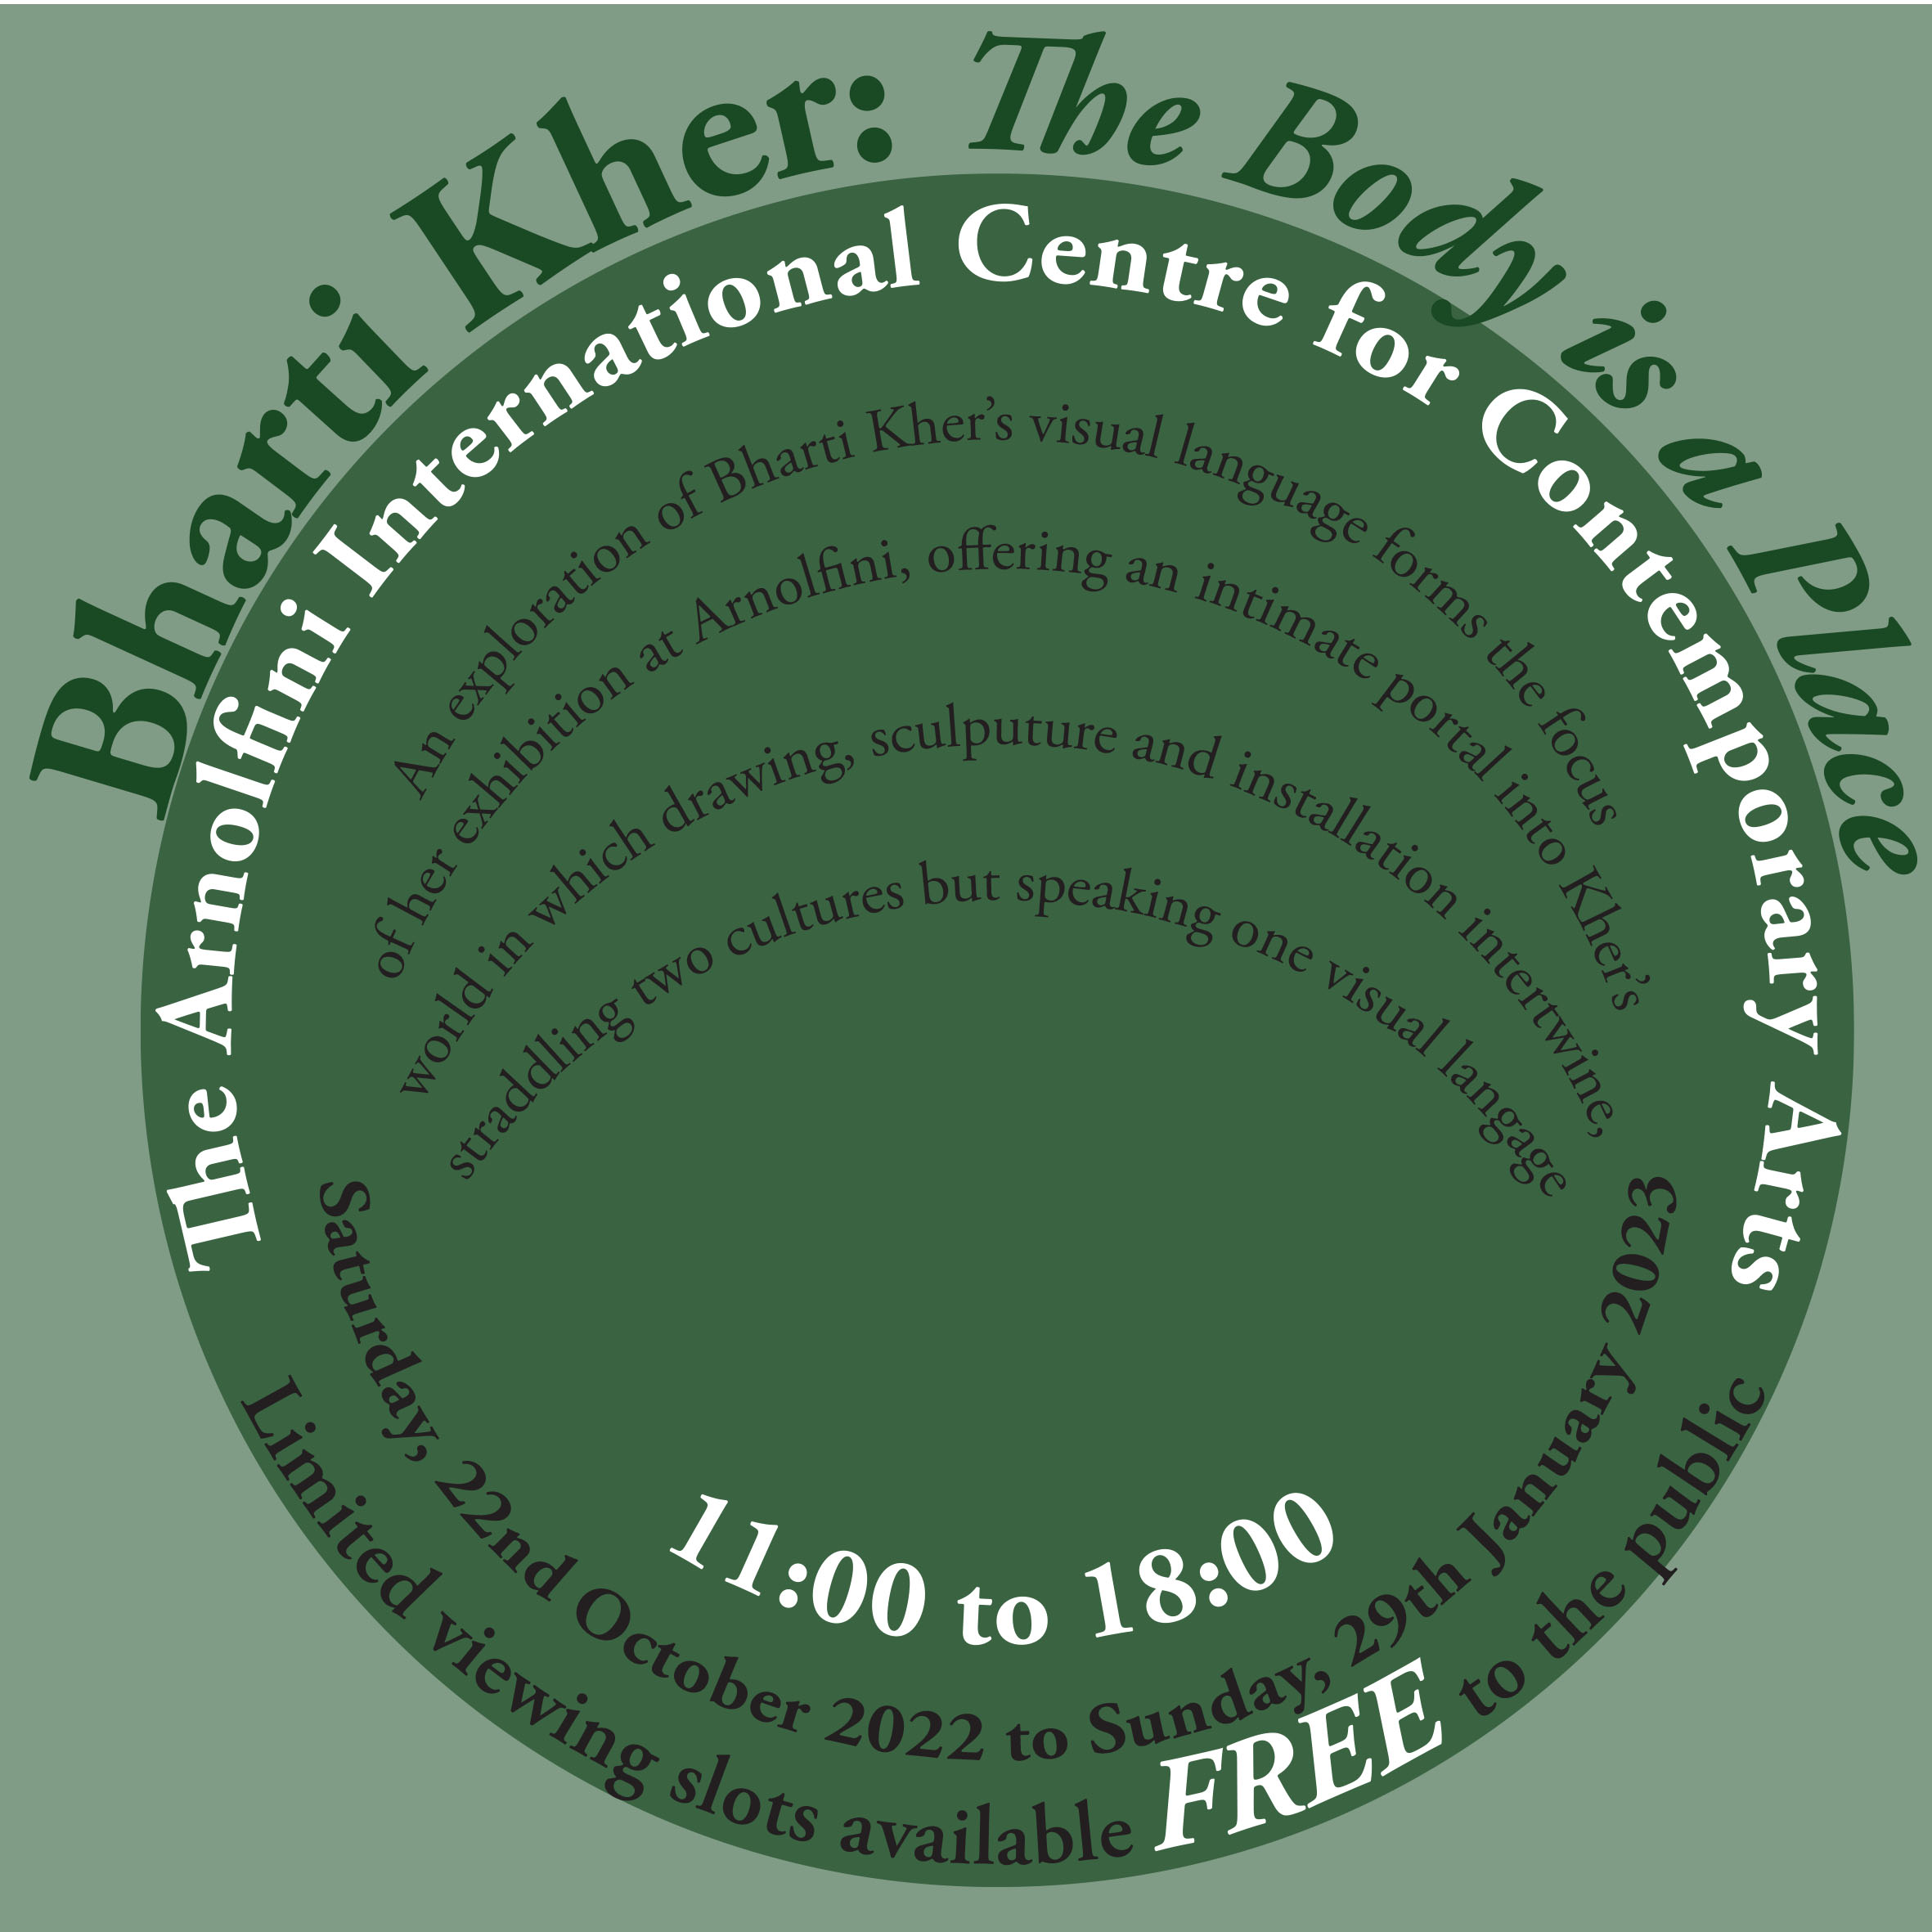 Bharti Kher: The Body is a Place
The Arnolfini International Centre for Contemporary Arts
An exploration of Bharti Kher's visual language forms the focus
of her exhibition at Arnolfini, offering an intimate portal into Kher's'
world in which drawing, sculpture and installation intertwine,
straddling two cultures but speaking one visual language
11:00 to 18:00
Saturday, 22nd October 2022 to Sunday, 29th January 2023
Limited viewing slots available FREE to the public